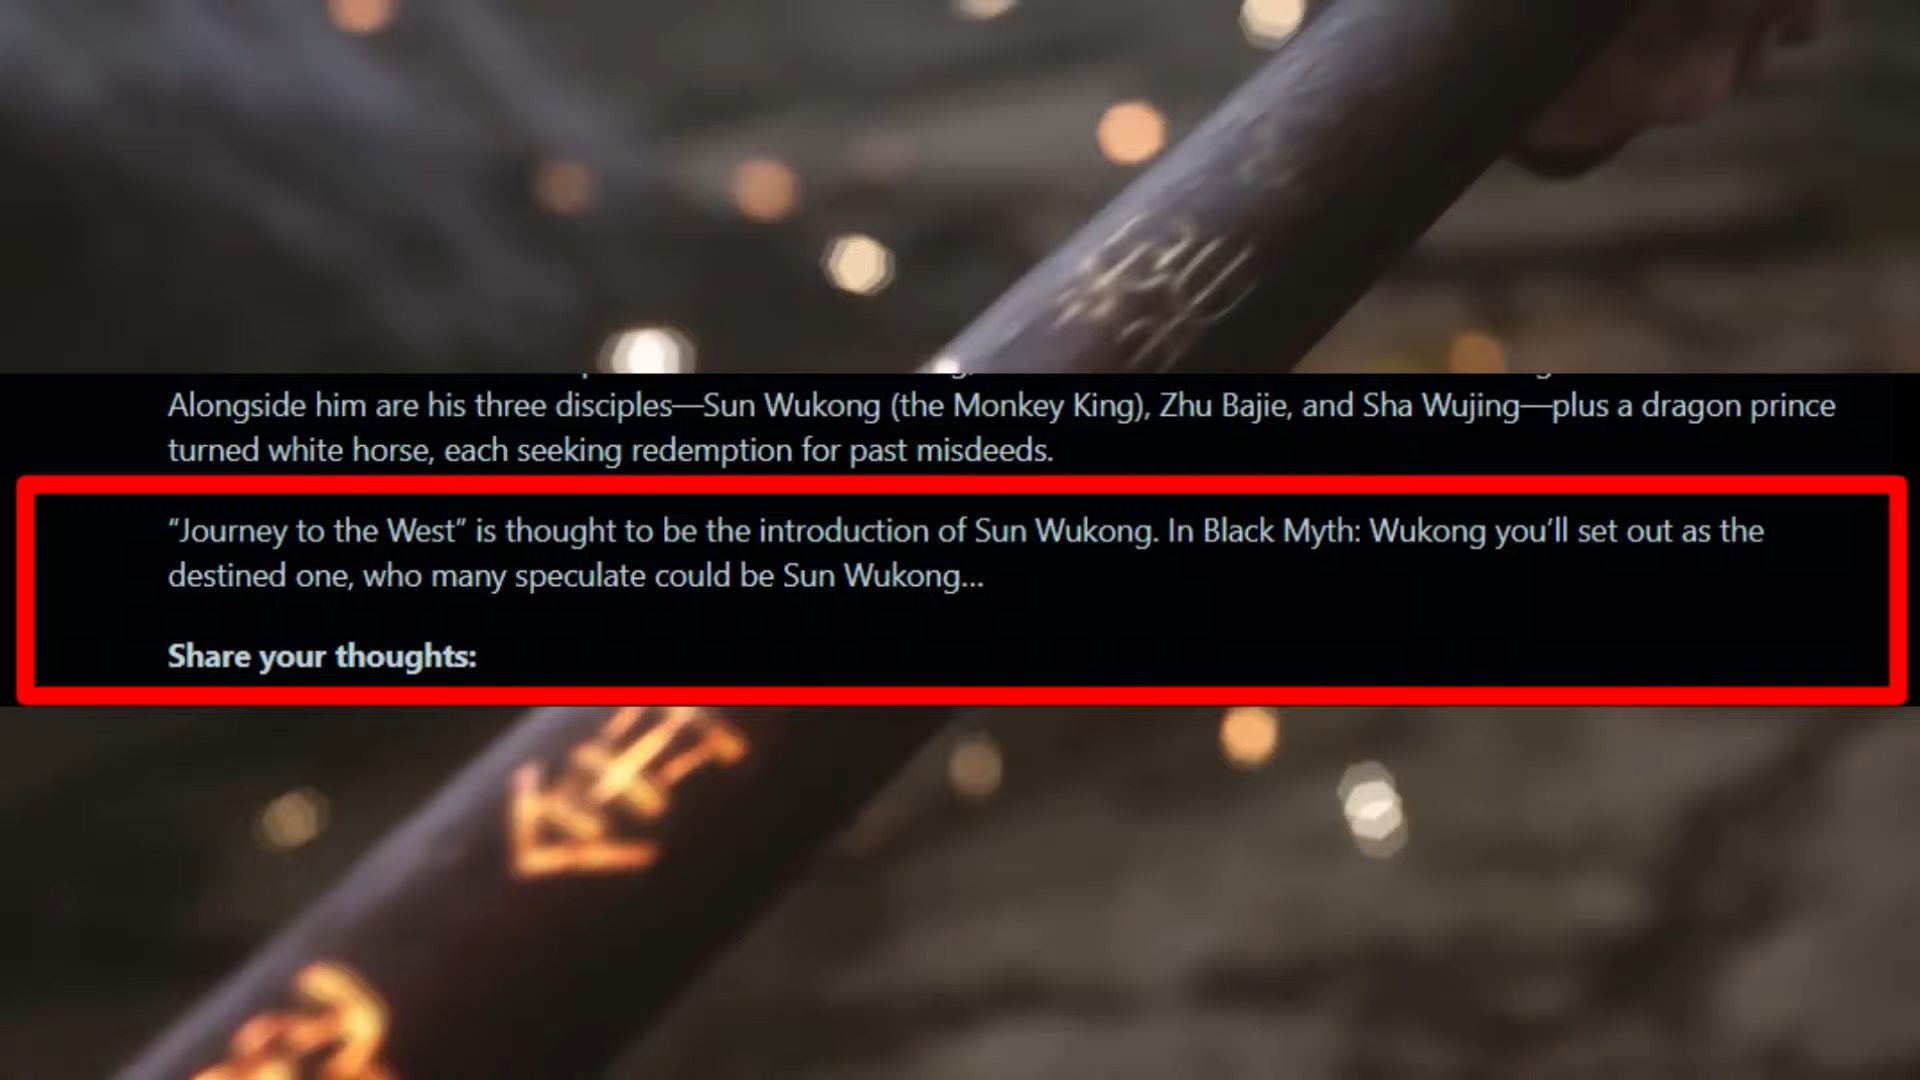 Alongside him are his three disciples—Sun Wukong (the Monkey King), Zhu Bajie, and Sha Wujing—plus a dragon prince
turned white horse, each seeking redemption for past misdeeds.
“Journey to the West” is thought to be the introduction of Sun Wukong. In Black Myth: Wukong you’ll set out as the
destined one, who many speculate could be Sun Wukong...
Share your thoughts: